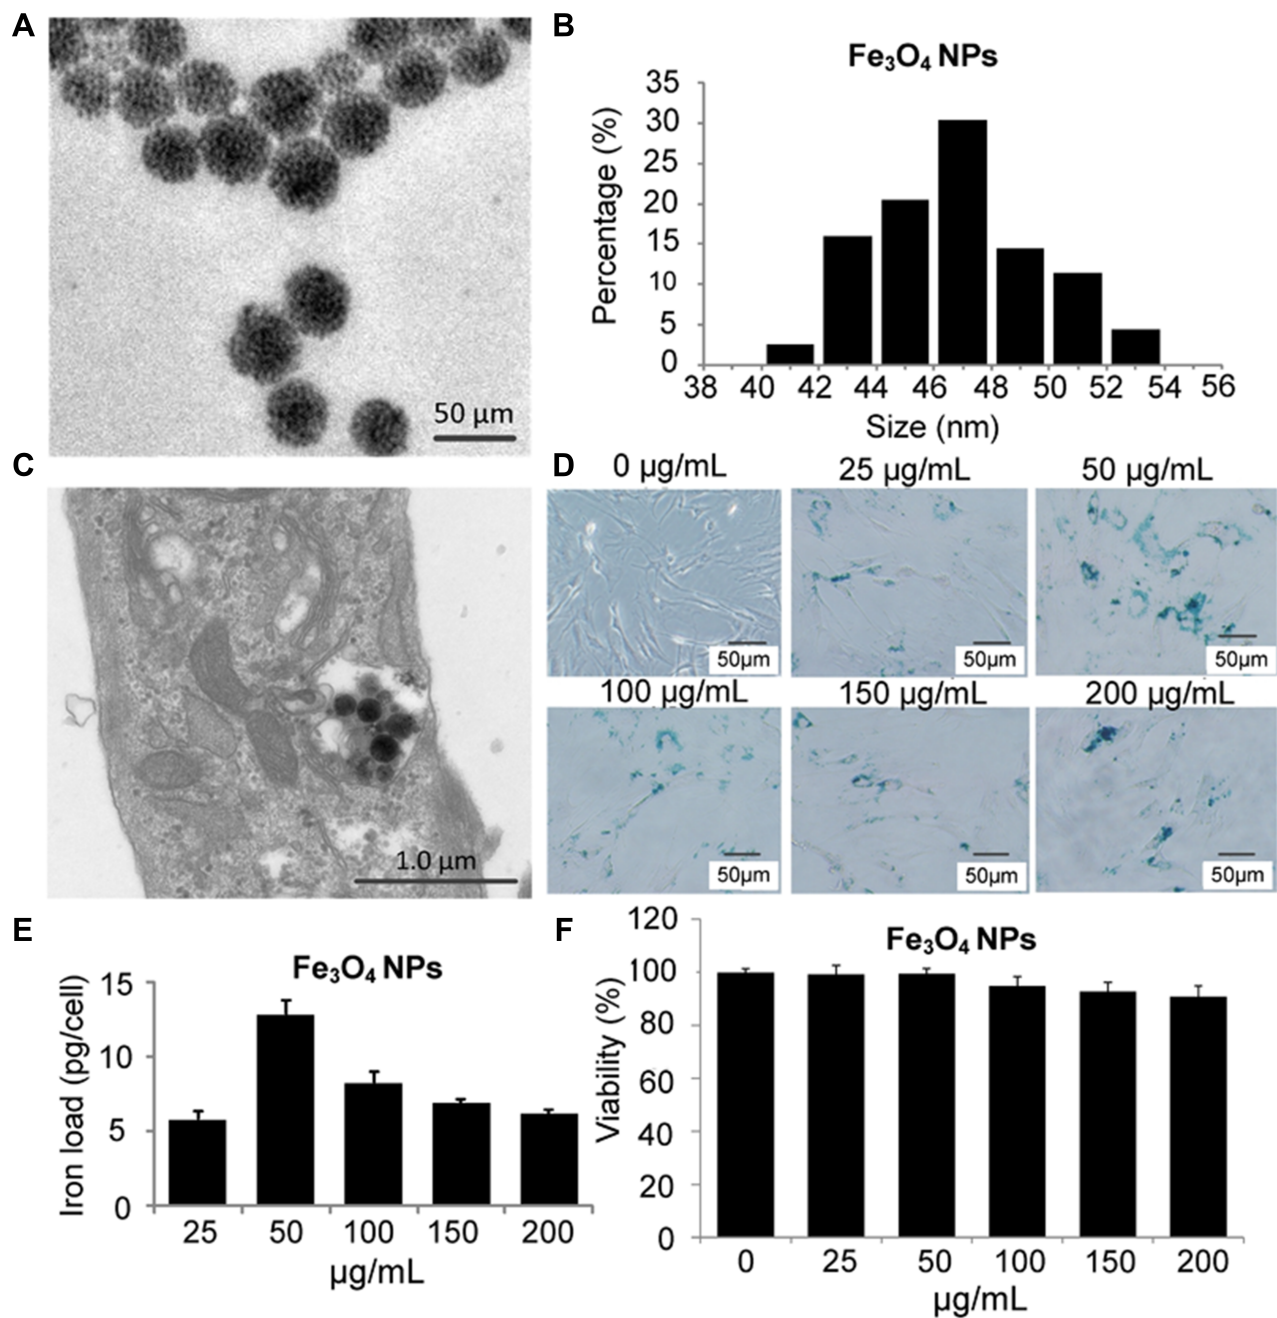 A
50 µm
B
Fe₃O₄ NPs
Percentage (%)
35
30
25
20
15
10
5
0
38 40 42 44 46 48 50 52 54 56
Size (nm)
C
1.0 µm
D
0 µg/mL 25 µg/mL 50 µg/mL
50µm 50µm 50µm
100 µg/mL 150 µg/mL 200 µg/mL
50µm 50µm 50µm
E
Fe₃O₄ NPs
Iron load (pg/cell)
15
10
5
0
25 50 100 150 200
µg/mL
F
Fe₃O₄ NPs
Viability (%)
120
100
80
60
40
20
0
0 25 50 100 150 200
µg/mL